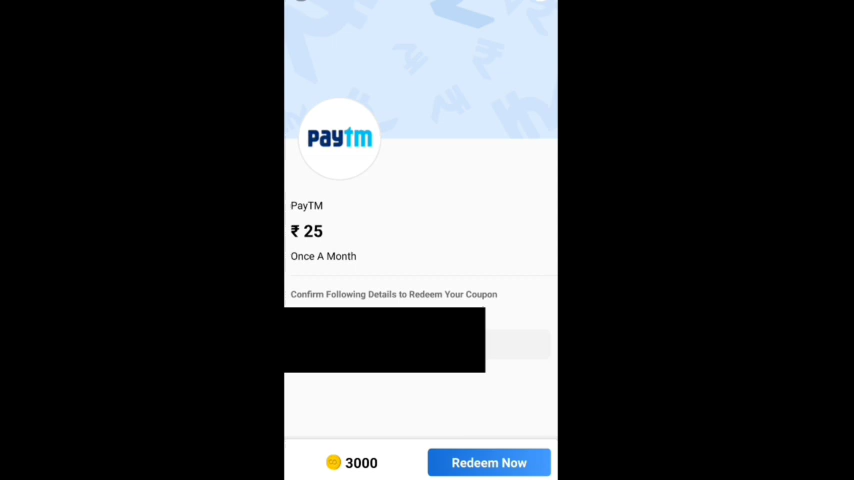 paytm
PayTM
₹ 25
Once A Month
Confirm Following Details to Redeem Your Coupon
3000
Redeem Now